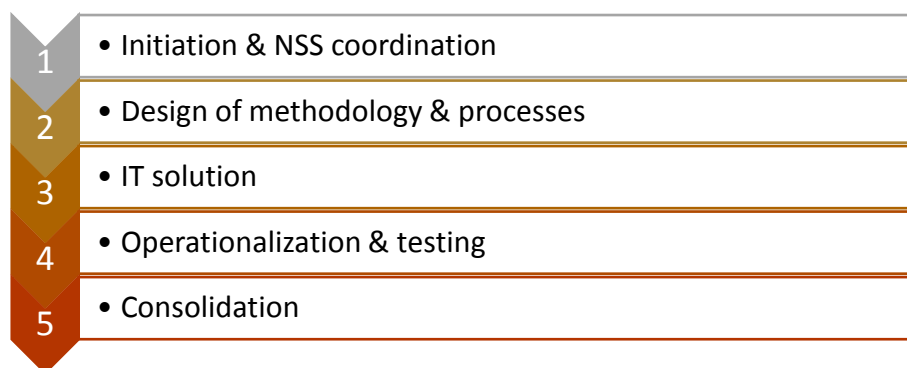 1 • Initiation & NSS coordination
2 • Design of methodology & processes
3 • IT solution
4 • Operationalization & testing
5 • Consolidation